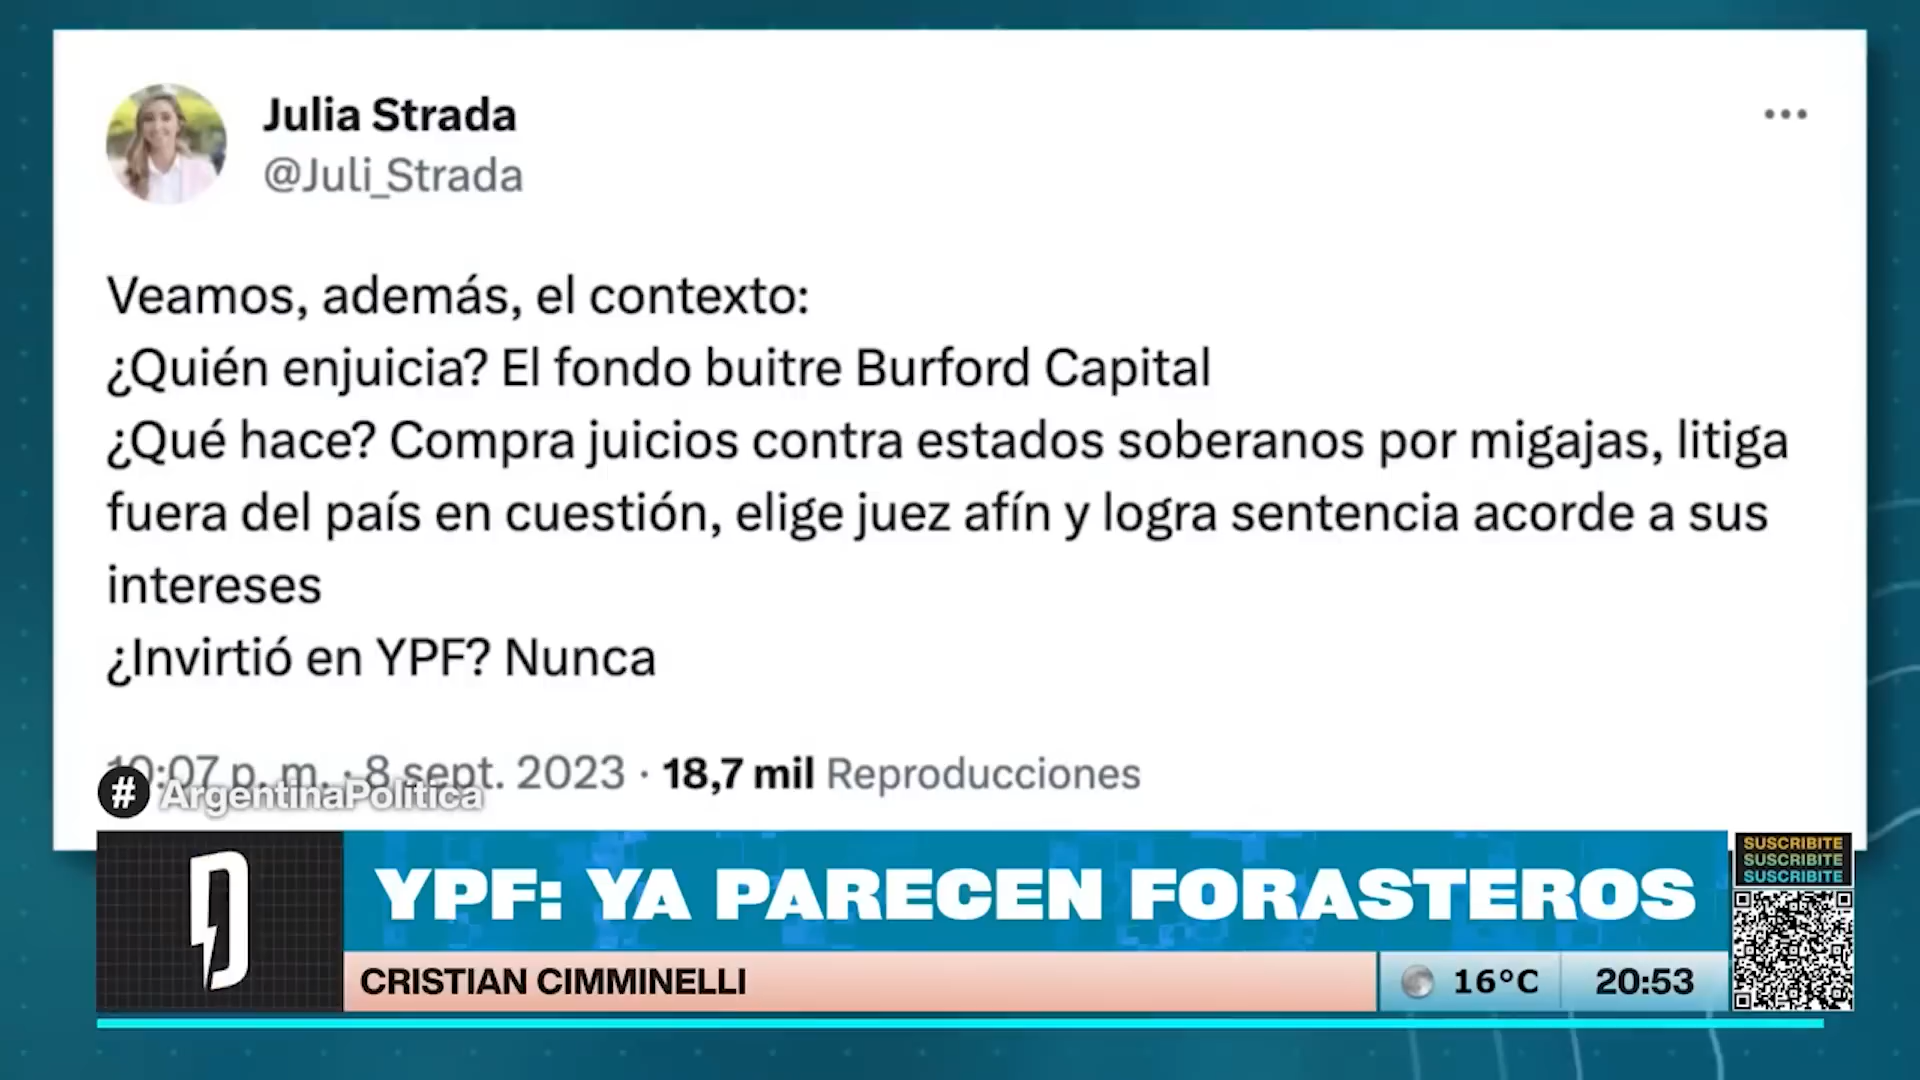 Julia Strada
@Juli_Strada
Veamos, además, el contexto:
¿Quién enjuicia? El fondo buitre Burford Capital
¿Qué hace? Compra juicios contra estados soberanos por migajas, litiga
fuera del país en cuestión, elige juez afín y logra sentencia acorde a sus
intereses
¿Invirtió en YPF? Nunca
10:07 p. m. · 8 sept. 2023 · 18,7 mil Reproducciones
# ArgentinaPolítica
YPF: YA PARECEN FORASTEROS
CRISTIAN CIMMINELLI
16°C
20:53
SUSCRIBITE
SUSCRIBITE
SUSCRIBITE